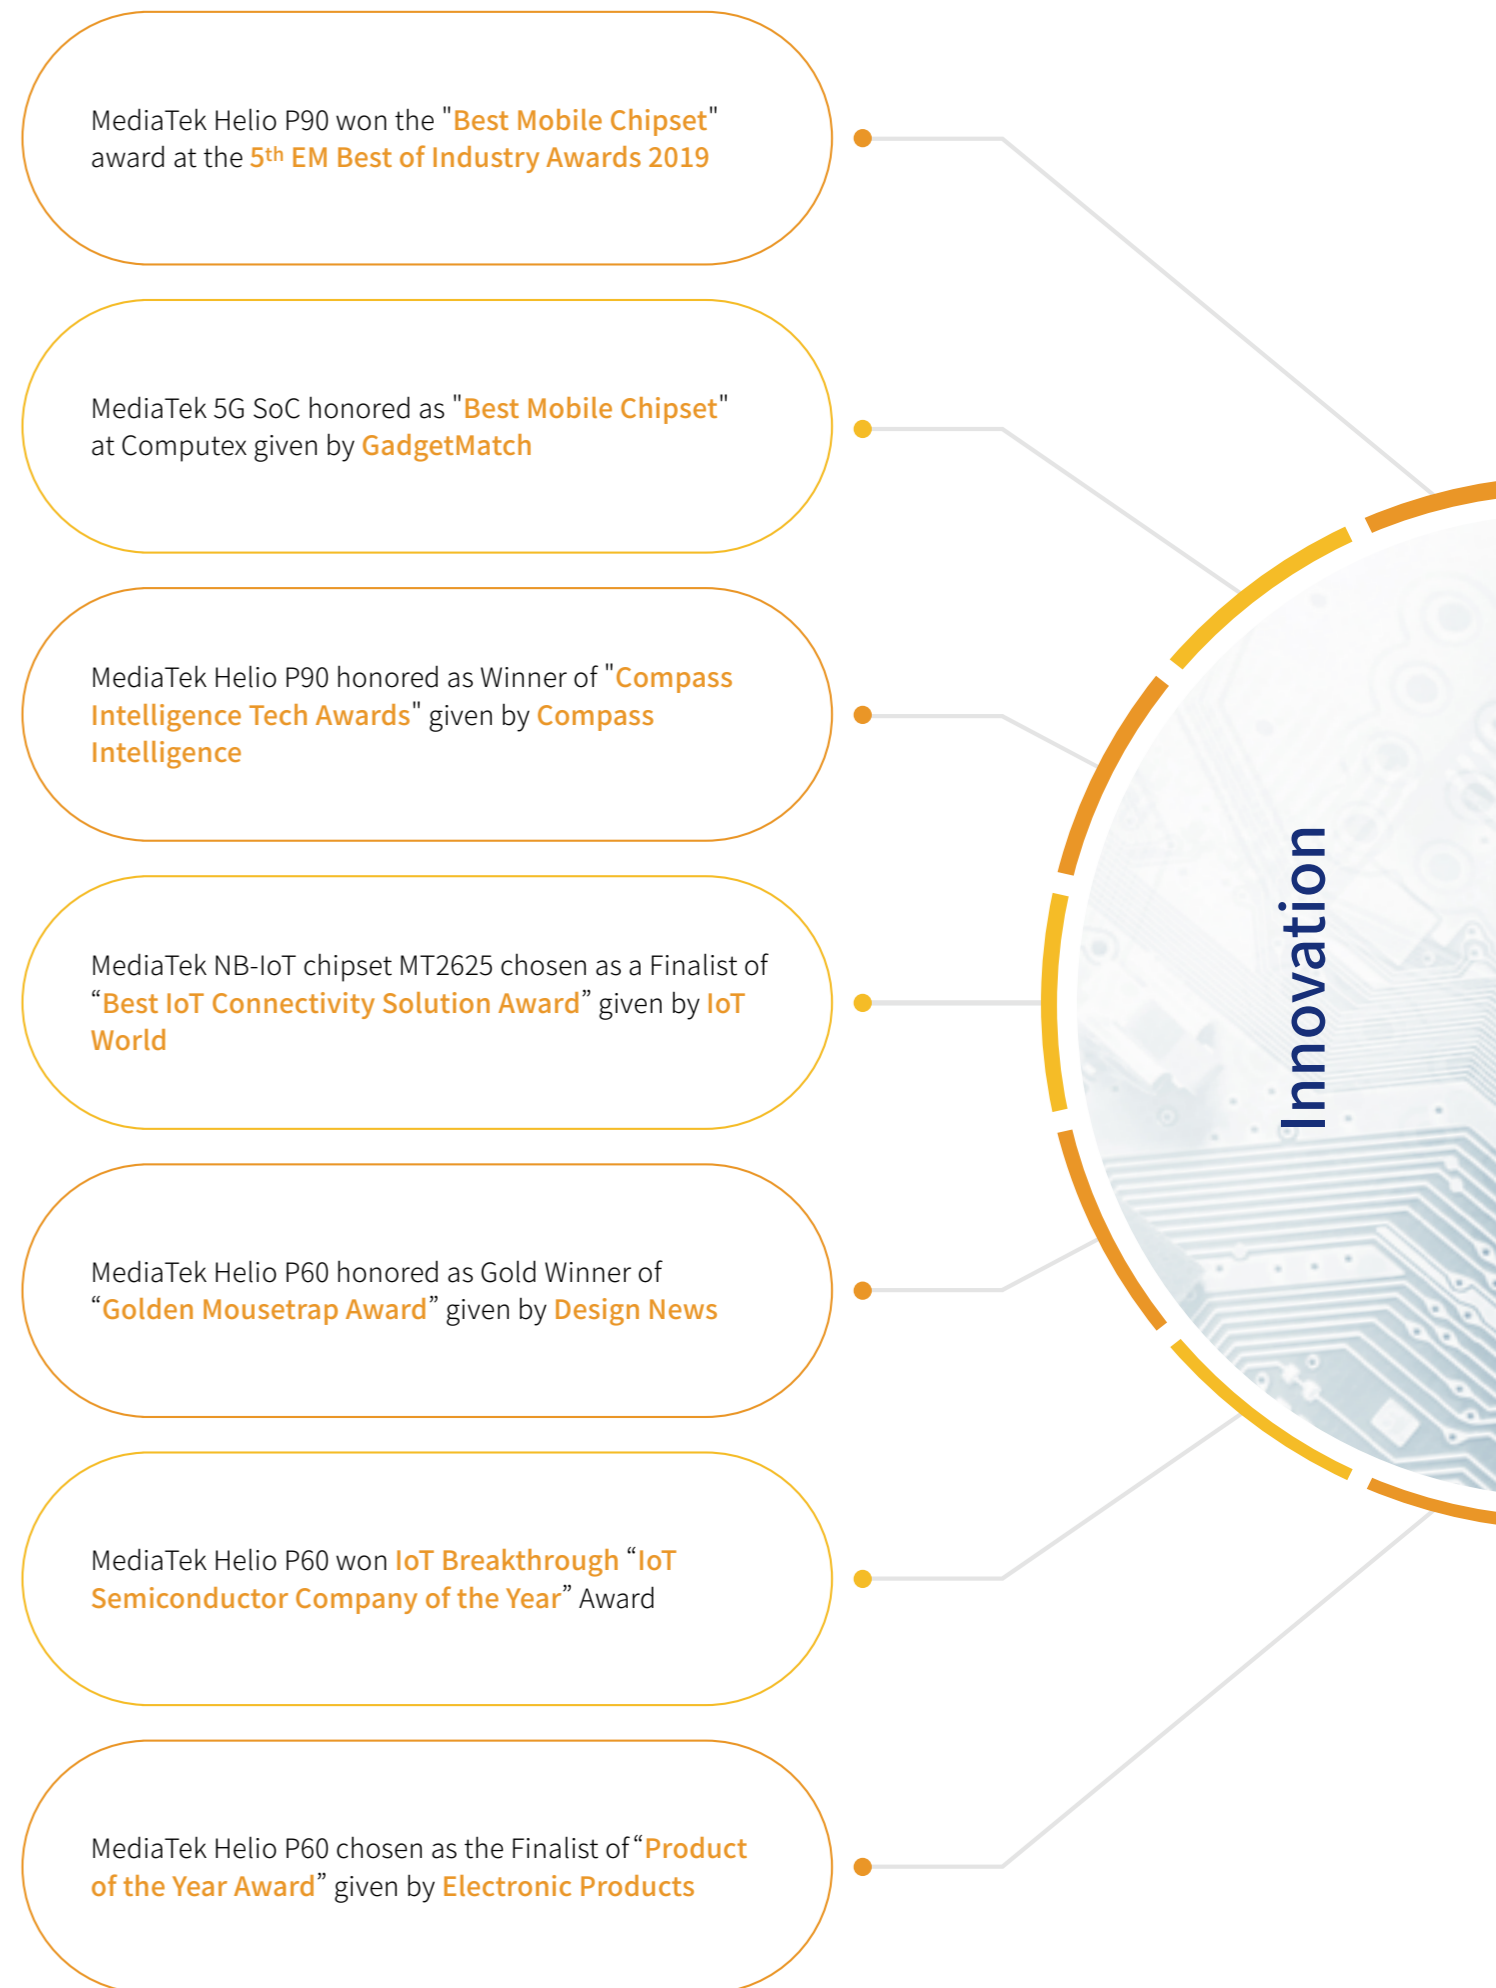 MediaTek Helio P90 won the "Best Mobile Chipset"
award at the 5th EM Best of Industry Awards 2019
MediaTek 5G SoC honored as "Best Mobile Chipset"
at Computex given by GadgetMatch
MediaTek Helio P90 honored as Winner of "Compass
Intelligence Tech Awards" given by Compass
Intelligence
MediaTek NB-IoT chipset MT2625 chosen as a Finalist of
“Best IoT Connectivity Solution Award” given by IoT
World
MediaTek Helio P60 honored as Gold Winner of
“Golden Mousetrap Award” given by Design News
MediaTek Helio P60 won IoT Breakthrough “IoT
Semiconductor Company of the Year” Award
MediaTek Helio P60 chosen as the Finalist of “Product
of the Year Award” given by Electronic Products
Innovation